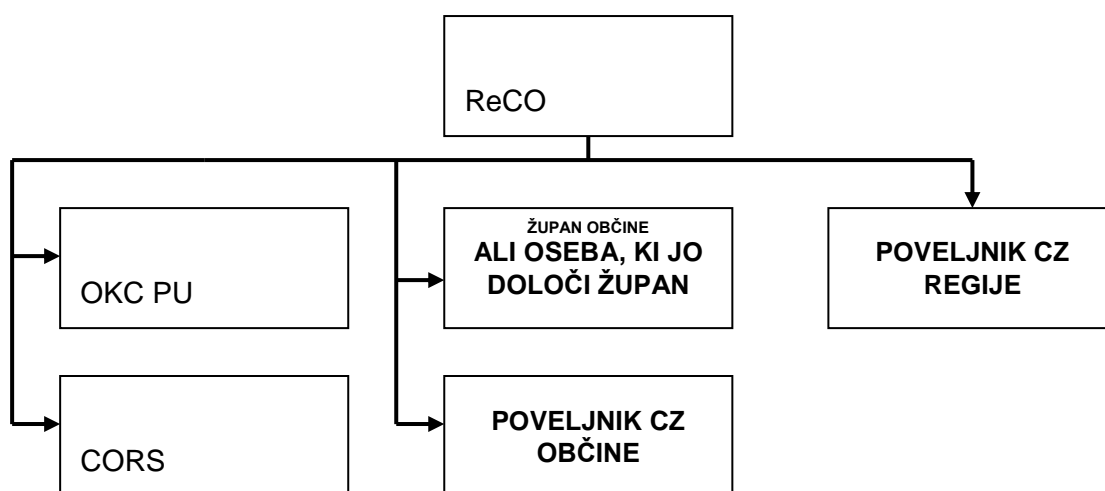 ReCO
OKC PU
ŽUPAN OBČINE
ALI OSEBA, KI JO
DOLOČI ŽUPAN
POVELJNIK CZ
REGIJE
CORS
POVELJNIK CZ
OBČINE